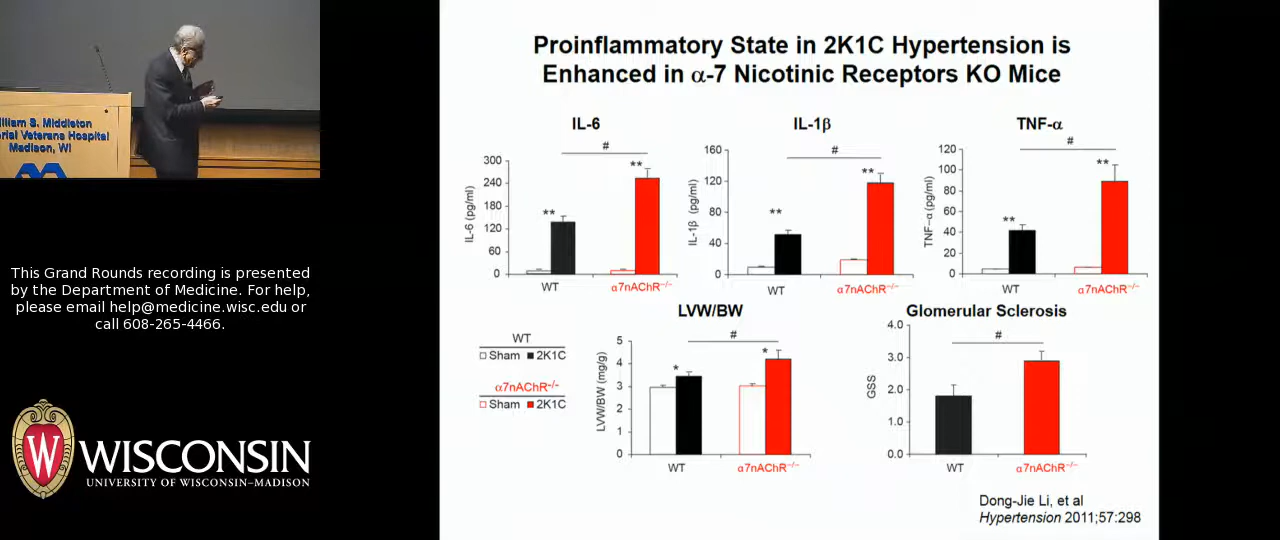 lliam S. Middleton
rial Veterans Hospital
Madison, WI
This Grand Rounds recording is presented
by the Department of Medicine. For help,
please email help@medicine.wisc.edu or
call 608-265-4466.
W
WISCONSIN
UNIVERSITY OF WISCONSIN–MADISON
Proinflammatory State in 2K1C Hypertension is
Enhanced in α-7 Nicotinic Receptors KO Mice
IL-6
IL-6 (pg/ml)
300
240
180
120
60
0
**
**
#
WT
α7nAChR⁻/⁻
IL-1β
IL-1β (pg/ml)
160
120
80
40
0
**
**
#
WT
α7nAChR⁻/⁻
TNF-α
TNF-α (pg/ml)
120
100
80
60
40
20
0
**
**
#
WT
α7nAChR⁻/⁻
WT
Sham 2K1C
α7nAChR⁻/⁻
Sham 2K1C
LVW/BW
LVW/BW (mg/g)
5
4
3
2
1
0
*
*
#
WT
α7nAChR⁻/⁻
Glomerular Sclerosis
GSS
4.0
3.0
2.0
1.0
0.0
#
WT
α7nAChR⁻/⁻
Dong-Jie Li, et al
Hypertension 2011;57:298